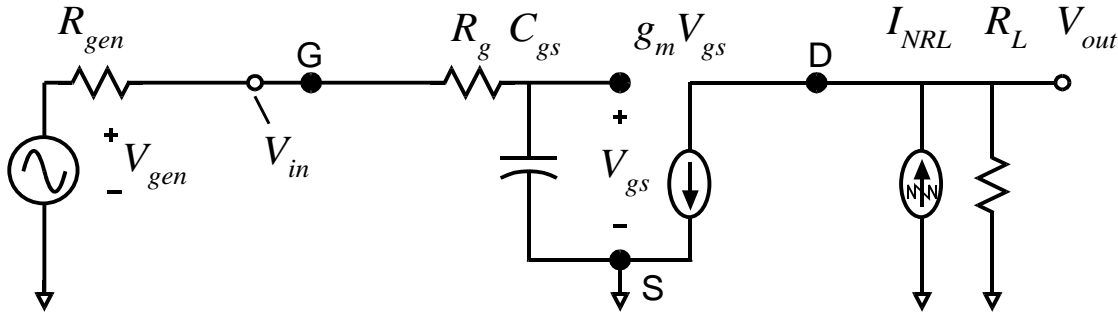 R_gen
G
R_g
C_gs
g_m V_gs
D
I_NRL
R_L
V_out
+
V_gen
-
V_in
+
V_gs
-
S